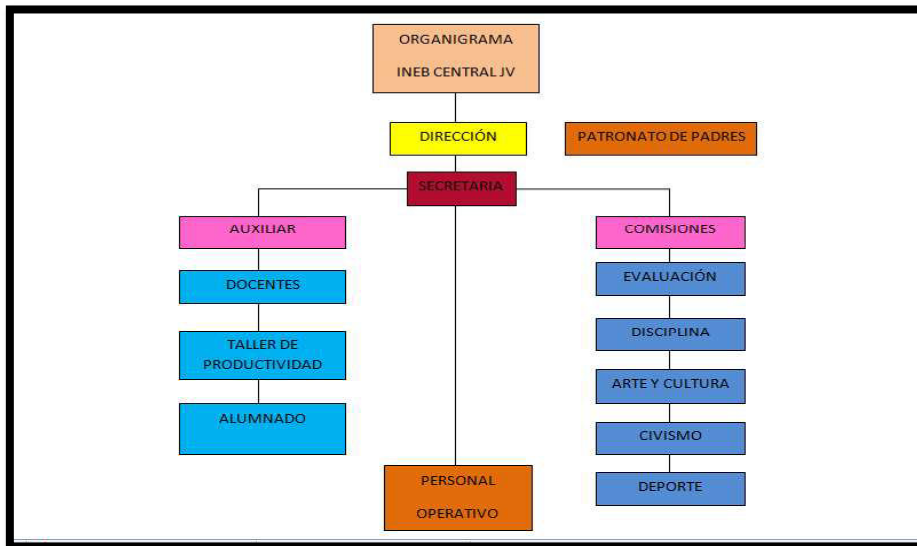 ORGANIGRAMA
INEB CENTRAL JV
DIRECCIÓN
PATRONATO DE PADRES
SECRETARIA
AUXILIAR
COMISIONES
DOCENTES
EVALUACIÓN
TALLER DE
PRODUCTIVIDAD
DISCIPLINA
ARTE Y CULTURA
ALUMNADO
CIVISMO
PERSONAL
OPERATIVO
DEPORTE